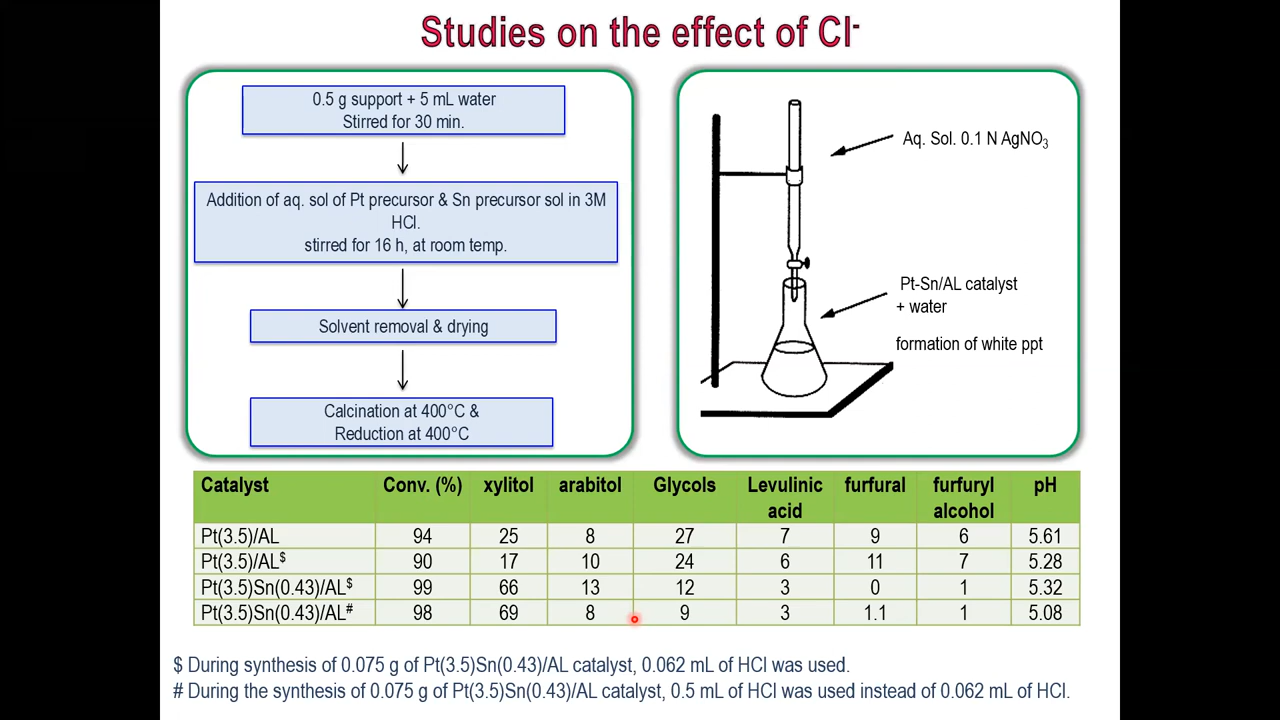 Studies on the effect of Cl⁻
0.5 g support + 5 mL water
Stirred for 30 min.
Addition of aq. sol of Pt precursor & Sn precursor sol in 3M
HCl.
stirred for 16 h, at room temp.
Solvent removal & drying
Calcination at 400°C &
Reduction at 400°C
Aq. Sol. 0.1 N AgNO₃
Pt-Sn/AL catalyst
+ water
formation of white ppt
Catalyst Conv. (%) xylitol arabitol Glycols Levulinic acid furfural furfuryl alcohol pH
Pt(3.5)/AL 94 25 8 27 7 9 6 5.61
Pt(3.5)/AL$ 90 17 10 24 6 11 7 5.28
Pt(3.5)Sn(0.43)/AL$ 99 66 13 12 3 0 1 5.32
Pt(3.5)Sn(0.43)/AL# 98 69 8 9 3 1.1 1 5.08
$ During synthesis of 0.075 g of Pt(3.5)Sn(0.43)/AL catalyst, 0.062 mL of HCl was used.
# During the synthesis of 0.075 g of Pt(3.5)Sn(0.43)/AL catalyst, 0.5 mL of HCl was used instead of 0.062 mL of HCl.